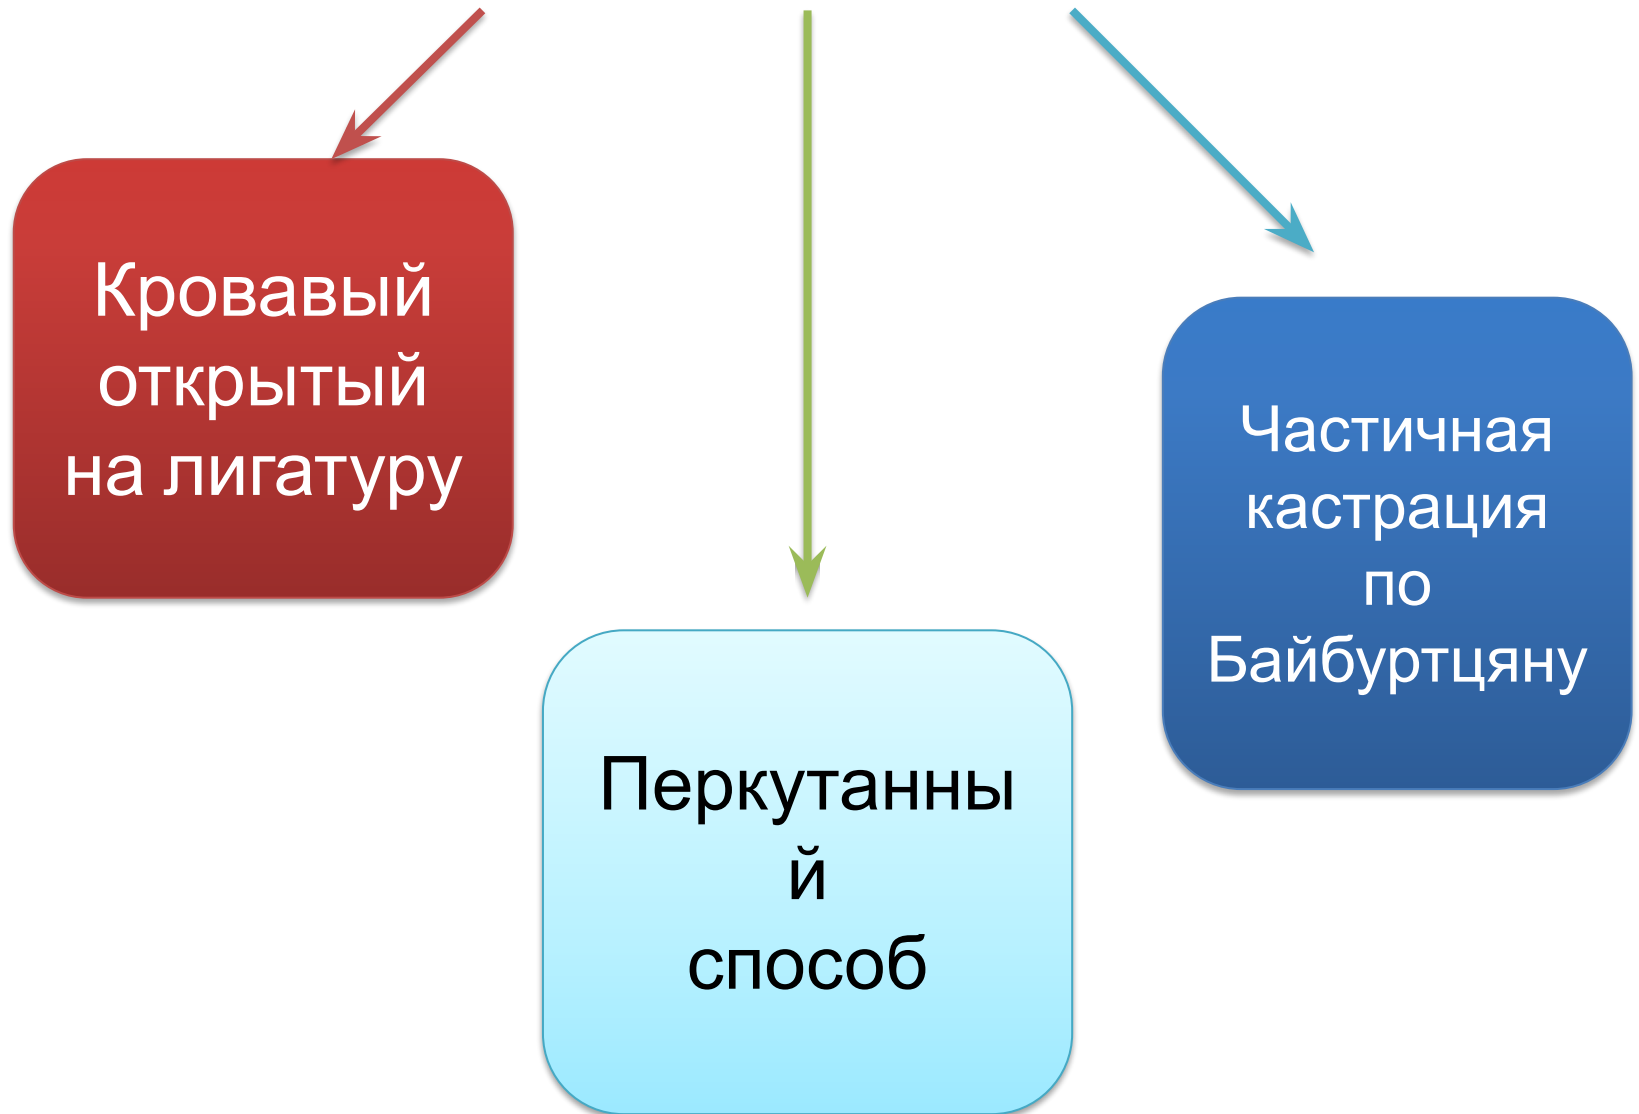 Кровавый
открытый
на лигатуру
Частичная
кастрация
по
Байбуртцяну
Перкутанны
й
способ